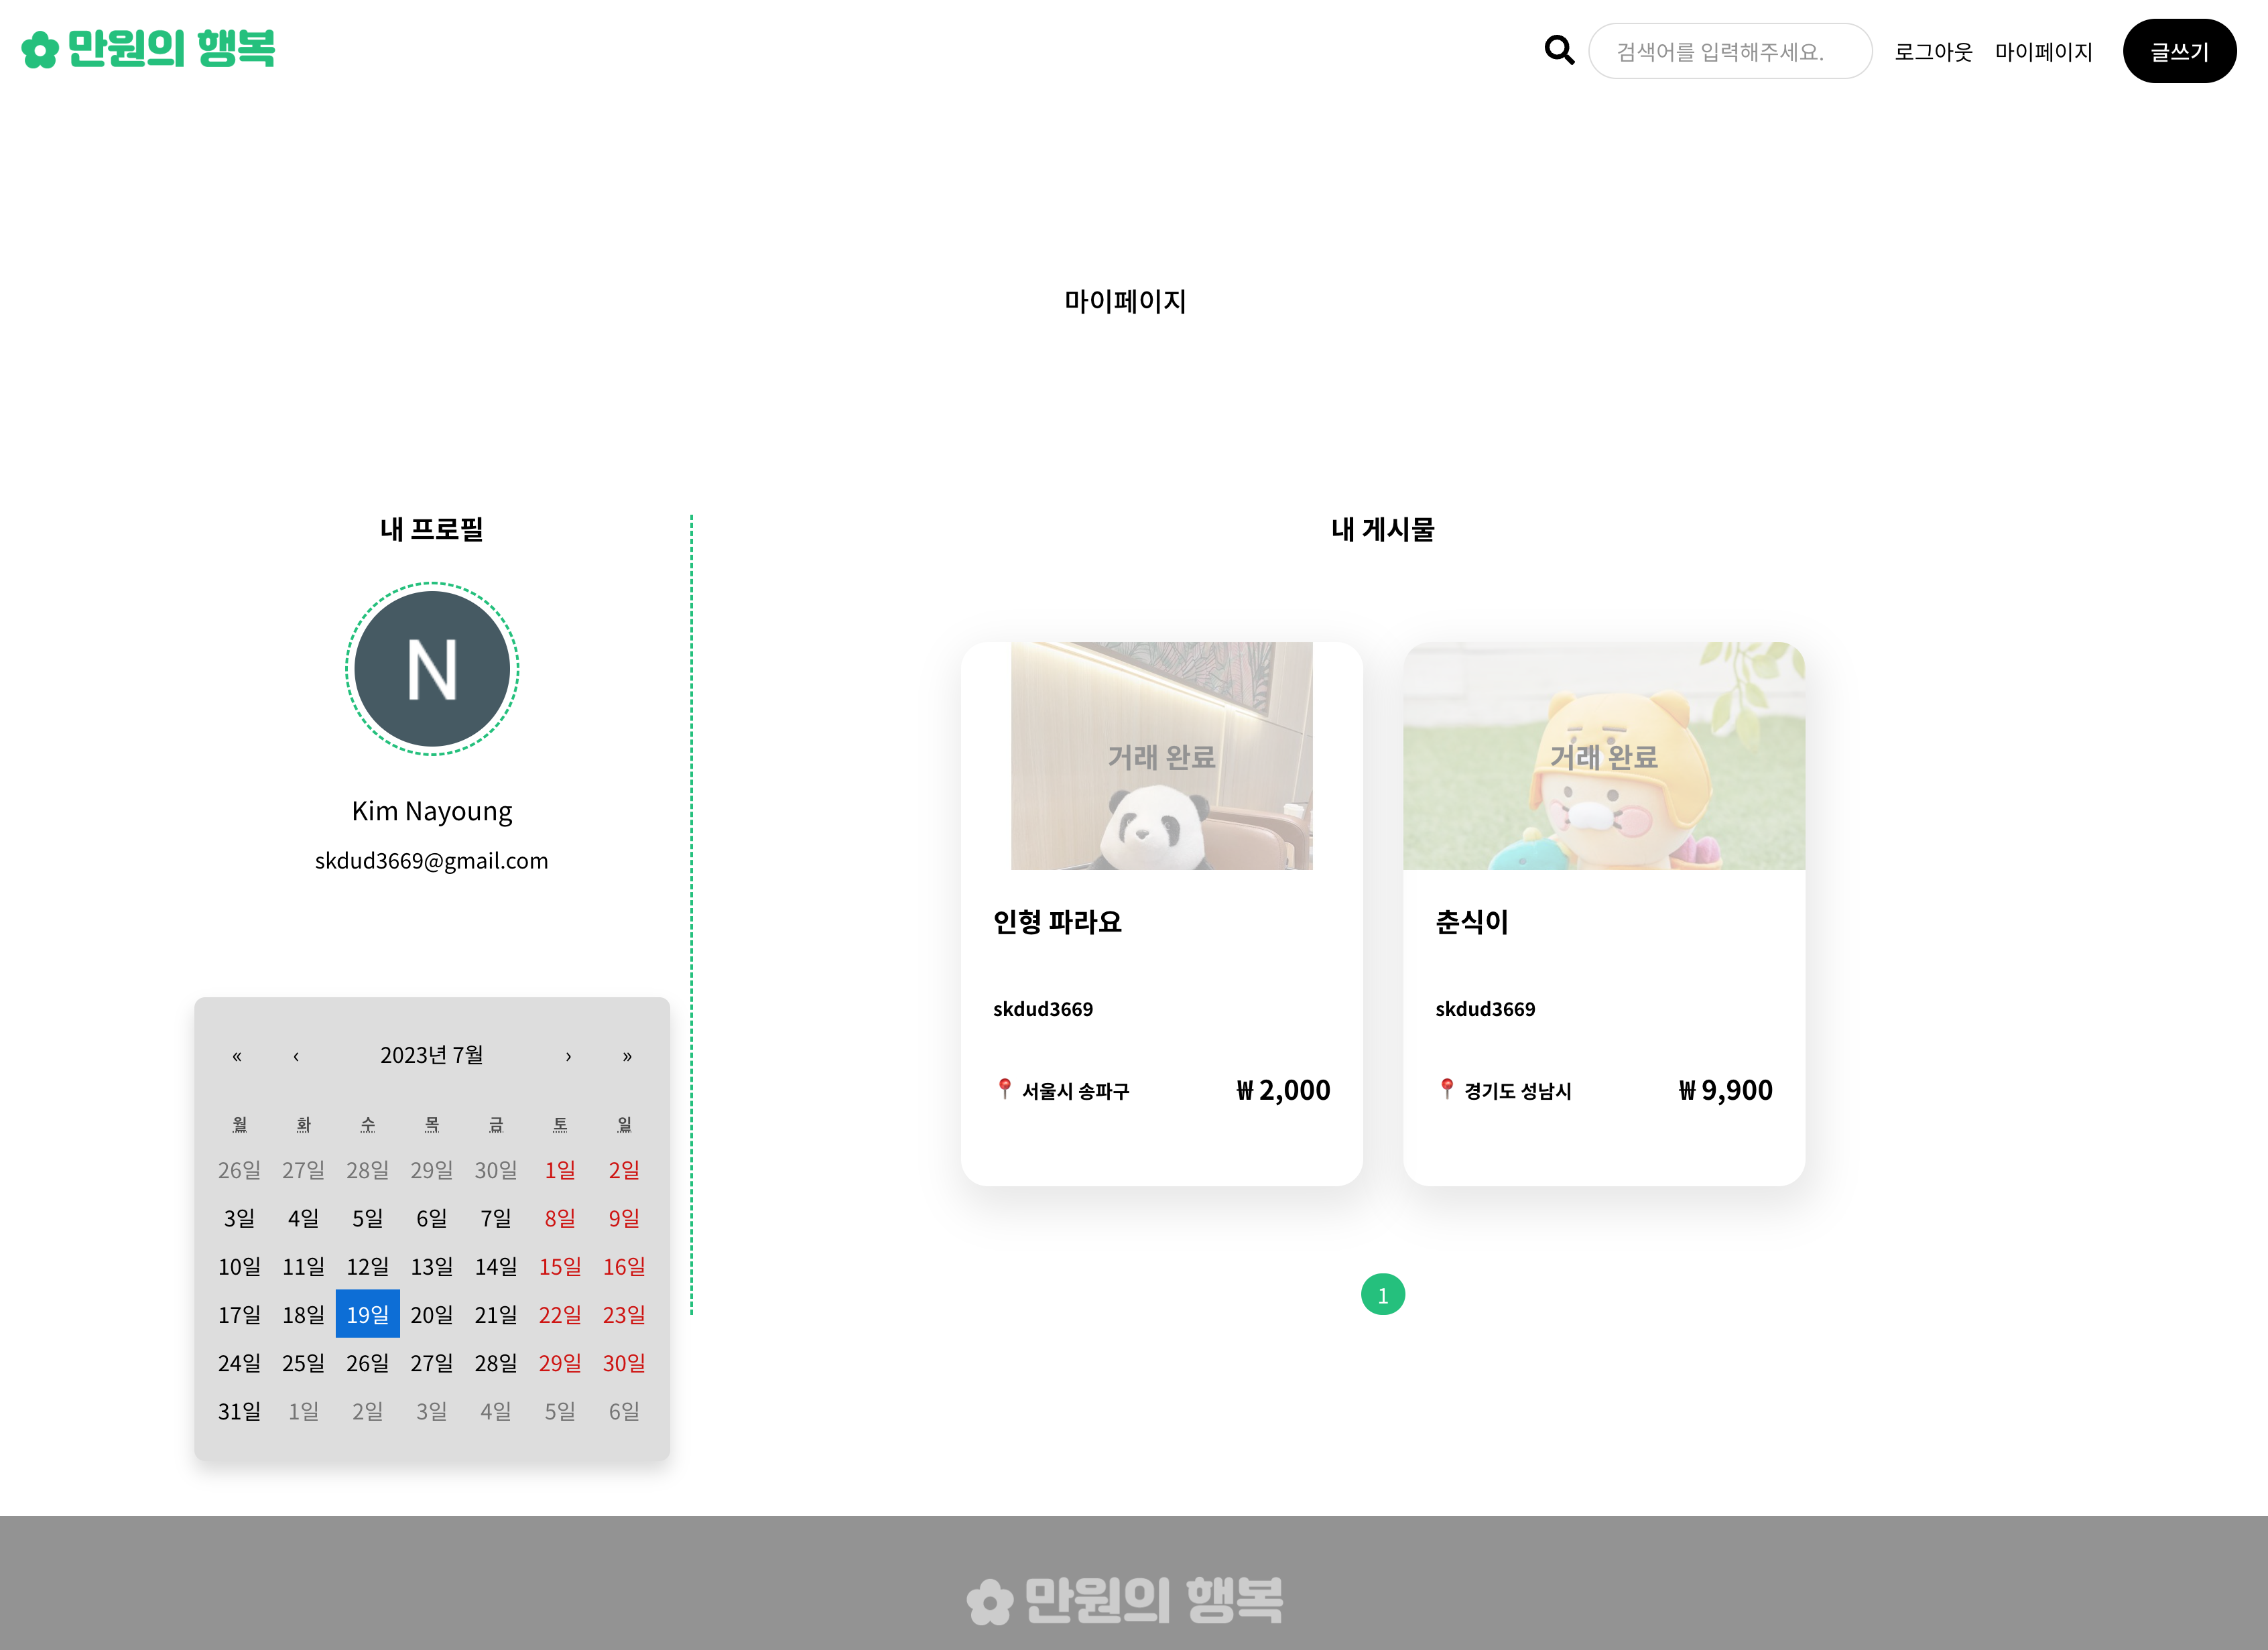 만원의 행복
검색어를 입력해주세요.
로그아웃
마이페이지
글쓰기
마이페이지
내 프로필
N
Kim Nayoung
skdud3669@gmail.com
« ‹ 2023년 7월 › »
월 화 수 목 금 토 일
26일 27일 28일 29일 30일 1일 2일
3일 4일 5일 6일 7일 8일 9일
10일 11일 12일 13일 14일 15일 16일
17일 18일 19일 20일 21일 22일 23일
24일 25일 26일 27일 28일 29일 30일
31일 1일 2일 3일 4일 5일 6일
내 게시물
거래 완료
인형 파라요
skdud3669
서울시 송파구
₩ 2,000
거래 완료
춘식이
skdud3669
경기도 성남시
₩ 9,900
1
만원의 행복